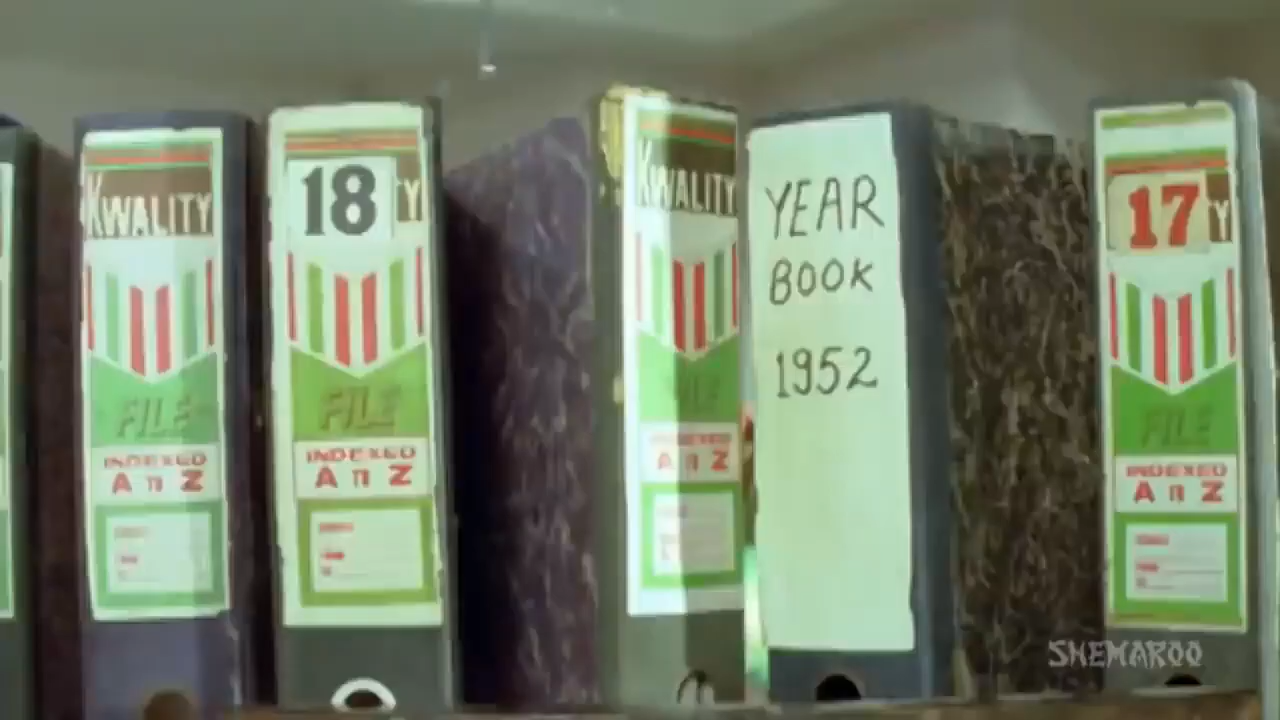 KWALITY
FILE
INDEXED
A TO Z
18
TY
FILE
INDEXED
A TO Z
KWALITY
FILE
INDEXED
A TO Z
YEAR
BOOK
1952
17
Y
FILE
INDEXED
A TO Z
SHEMAROO